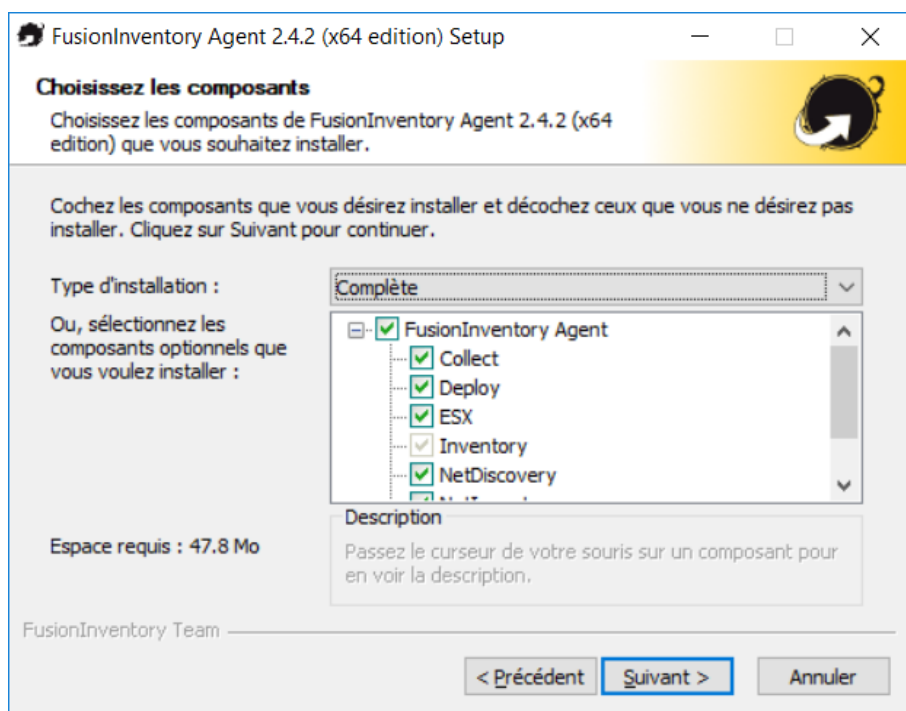 FusionInventory Agent 2.4.2 (x64 edition) Setup
Choisissez les composants
Choisissez les composants de FusionInventory Agent 2.4.2 (x64
edition) que vous souhaitez installer.
Cochez les composants que vous désirez installer et décochez ceux que vous ne désirez pas
installer. Cliquez sur Suivant pour continuer.
Type d'installation :
Complète
Ou, sélectionnez les
composants optionnels que
vous voulez installer :
FusionInventory Agent
Collect
Deploy
ESX
Inventory
NetDiscovery
Espace requis : 47.8 Mo
Description
Passez le curseur de votre souris sur un composant pour
en voir la description.
FusionInventory Team
< Précédent
Suivant >
Annuler